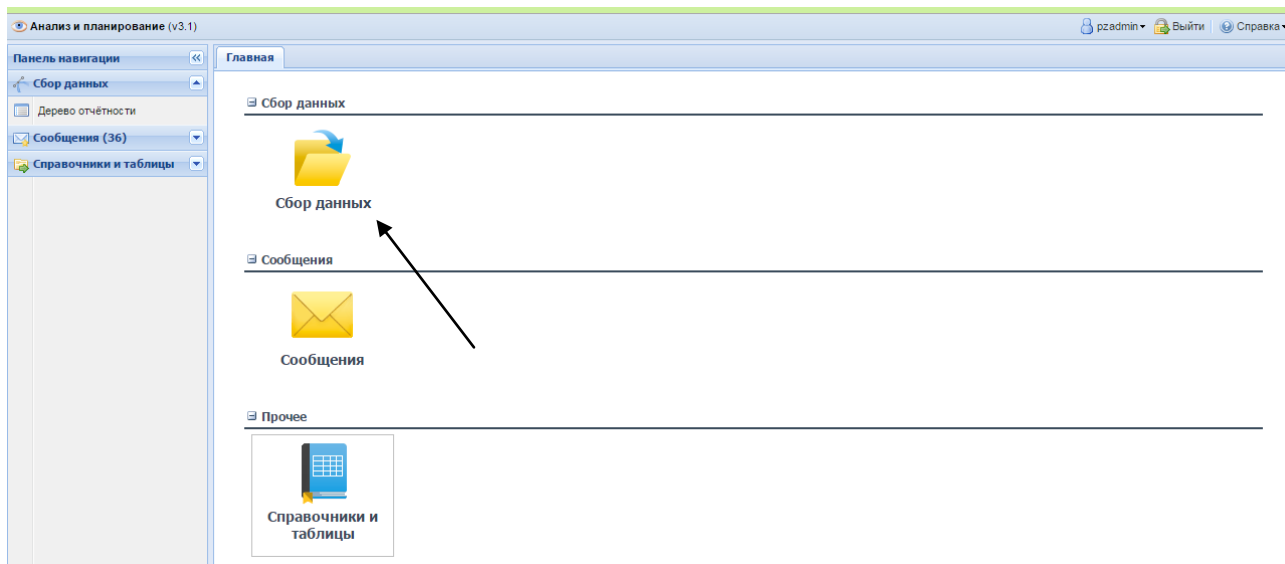 Анализ и планирование (v3.1)
pzadmin
Выйти
Справка
Панель навигации
Главная
Сбор данных
Дерево отчётности
Сообщения (36)
Справочники и таблицы
Сбор данных
Сбор данных
Сообщения
Сообщения
Прочее
Справочники и
таблицы